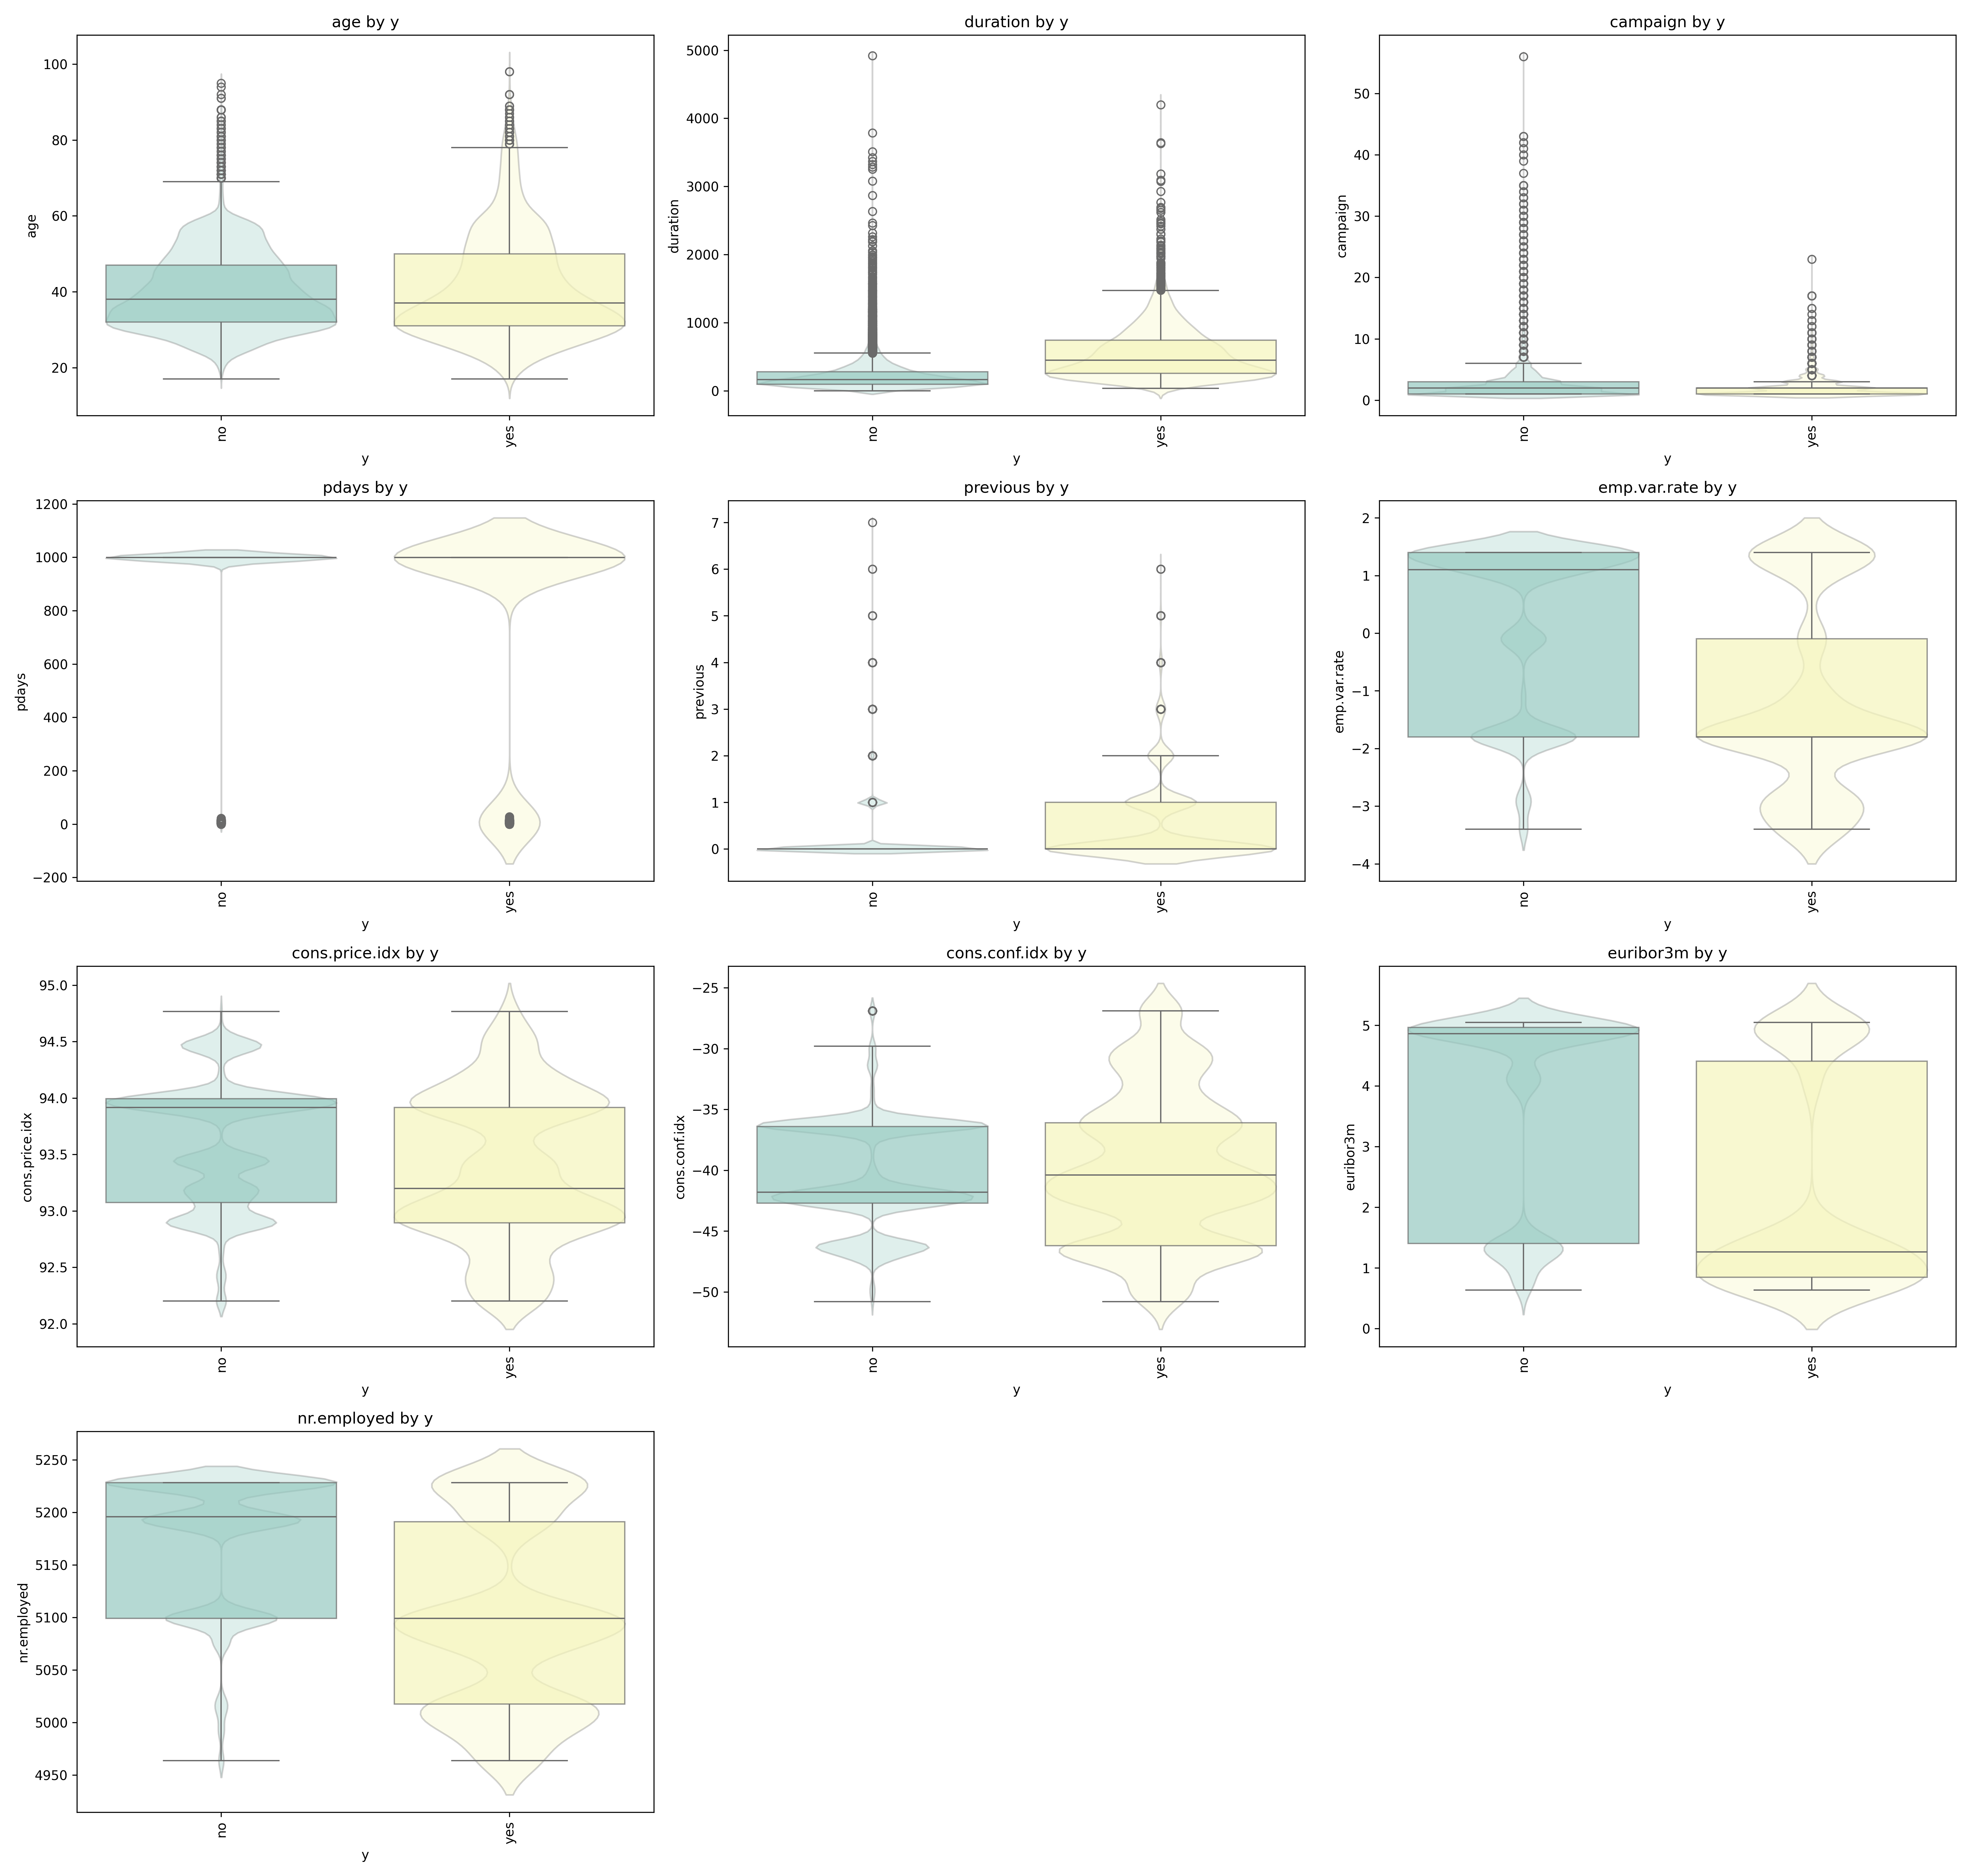 age by y
100
80
60
40
20
age
no
yes
y
duration by y
5000
4000
3000
2000
1000
0
duration
no
yes
y
campaign by y
50
40
30
20
10
0
campaign
no
yes
y
pdays by y
1200
1000
800
600
400
200
0
−200
pdays
no
yes
y
previous by y
7
6
5
4
3
2
1
0
previous
no
yes
y
emp.var.rate by y
2
1
0
−1
−2
−3
−4
emp.var.rate
no
yes
y
cons.price.idx by y
95.0
94.5
94.0
93.5
93.0
92.5
92.0
cons.price.idx
no
yes
y
cons.conf.idx by y
−25
−30
−35
−40
−45
−50
cons.conf.idx
no
yes
y
euribor3m by y
5
4
3
2
1
0
euribor3m
no
yes
y
nr.employed by y
5250
5200
5150
5100
5050
5000
4950
nr.employed
no
yes
y